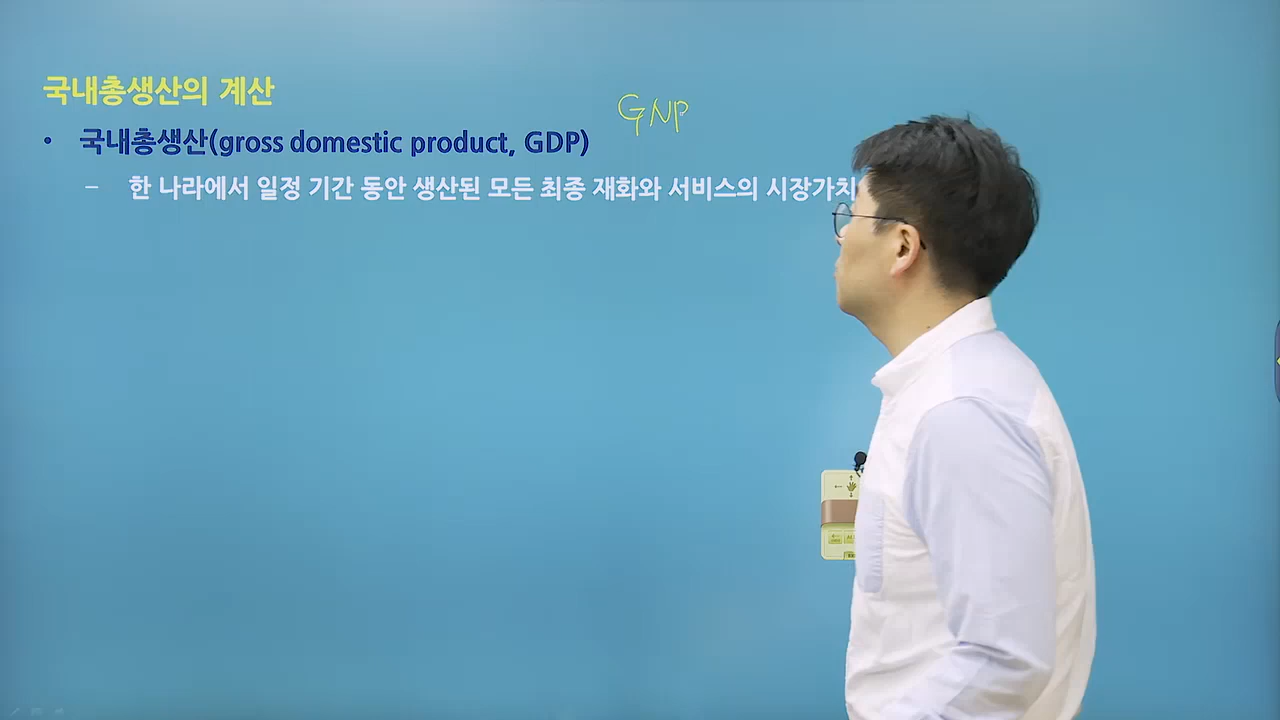 국내총생산의 계산
GNP
• 국내총생산(gross domestic product, GDP)
– 한 나라에서 일정 기간 동안 생산된 모든 최종 재화와 서비스의 시장가치